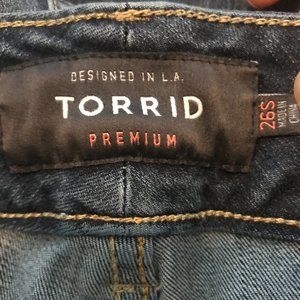 DESIGNED IN L.A.
TORRID
PREMIUM
26S
MADE IN
CHINA